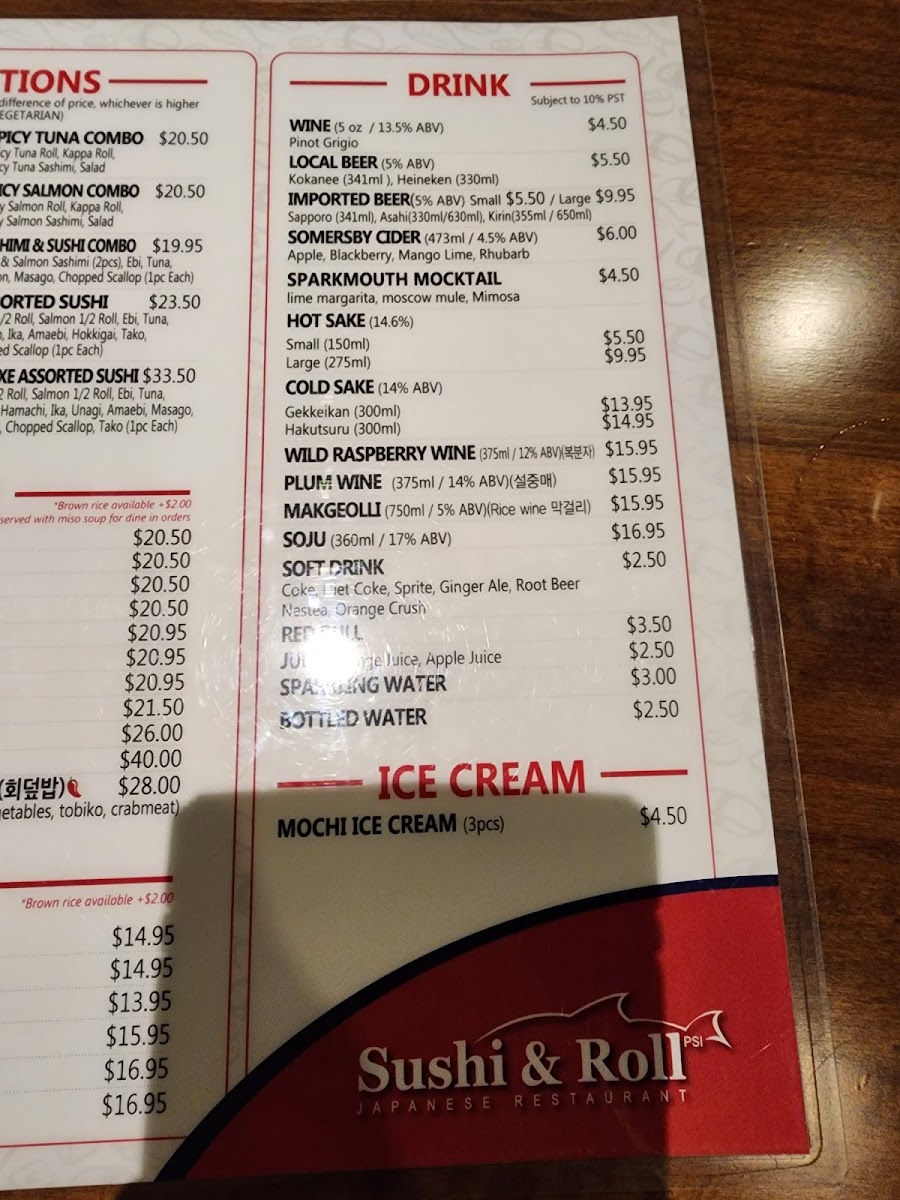 TIONS
difference of price, whichever is higher
EGETARIAN)
PICY TUNA COMBO $20.50
cy Tuna Roll, Kappa Roll,
cy Tuna Sashimi, Salad
ICY SALMON COMBO $20.50
y Salmon Roll, Kappa Roll,
y Salmon Sashimi, Salad
HIMI & SUSHI COMBO $19.95
& Salmon Sashimi (2pcs), Ebi, Tuna,
on, Masago, Chopped Scallop (1pc Each)
ORTED SUSHI $23.50
1/2 Roll, Salmon 1/2 Roll, Ebi, Tuna,
, Ika, Amaebi, Hokkigai, Tako,
ed Scallop (1pc Each)
XE ASSORTED SUSHI $33.50
2 Roll, Salmon 1/2 Roll, Ebi, Tuna,
Hamachi, Ika, Unagi, Amaebi, Masago,
, Chopped Scallop, Tako (1pc Each)
*Brown rice available +$2.00
served with miso soup for dine in orders
$20.50
$20.50
$20.50
$20.50
$20.95
$20.95
$20.95
$21.50
$26.00
$40.00
(회덮밥) $28.00
getables, tobiko, crabmeat)
*Brown rice available +$2.00
$14.95
$14.95
$13.95
$15.95
$16.95
$16.95
DRINK
Subject to 10% PST
WINE (5 oz / 13.5% ABV) $4.50
Pinot Grigio
LOCAL BEER (5% ABV) $5.50
Kokanee (341ml ), Heineken (330ml)
IMPORTED BEER(5% ABV) Small $5.50 / Large $9.95
Sapporo (341ml), Asahi(330ml/630ml), Kirin(355ml / 650ml)
SOMERSBY CIDER (473ml / 4.5% ABV) $6.00
Apple, Blackberry, Mango Lime, Rhubarb
SPARKMOUTH MOCKTAIL $4.50
lime margarita, moscow mule, Mimosa
HOT SAKE (14.6%)
Small (150ml) $5.50
Large (275ml) $9.95
COLD SAKE (14% ABV)
Gekkeikan (300ml) $13.95
Hakutsuru (300ml) $14.95
WILD RASPBERRY WINE (375ml / 12% ABV)(복분자) $15.95
PLUM WINE (375ml / 14% ABV)(설중매) $15.95
MAKGEOLLI (750ml / 5% ABV)(Rice wine 막걸리) $15.95
SOJU (360ml / 17% ABV) $16.95
SOFT DRINK $2.50
Coke, Diet Coke, Sprite, Ginger Ale, Root Beer
Nestea, Orange Crush
RED BULL $3.50
Juice, Apple Juice $2.50
SPARKLING WATER $3.00
BOTTLED WATER $2.50
ICE CREAM
MOCHI ICE CREAM (3pcs) $4.50
Sushi & Roll PSI
JAPANESE RESTAURANT